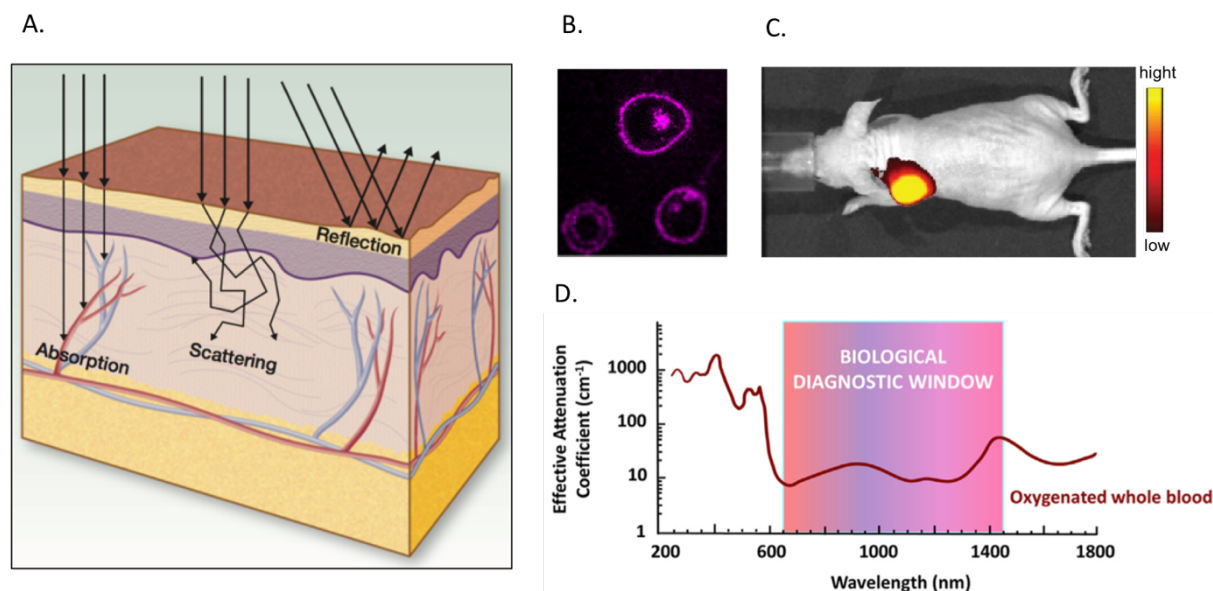 A.
Reflection
Absorption
Scattering
B.
C.
hight
low
D.
Effective Attenuation
Coefficient (cm⁻¹)
1000
100
10
1
BIOLOGICAL
DIAGNOSTIC WINDOW
Oxygenated whole blood
200
600
1000
1400
1800
Wavelength (nm)